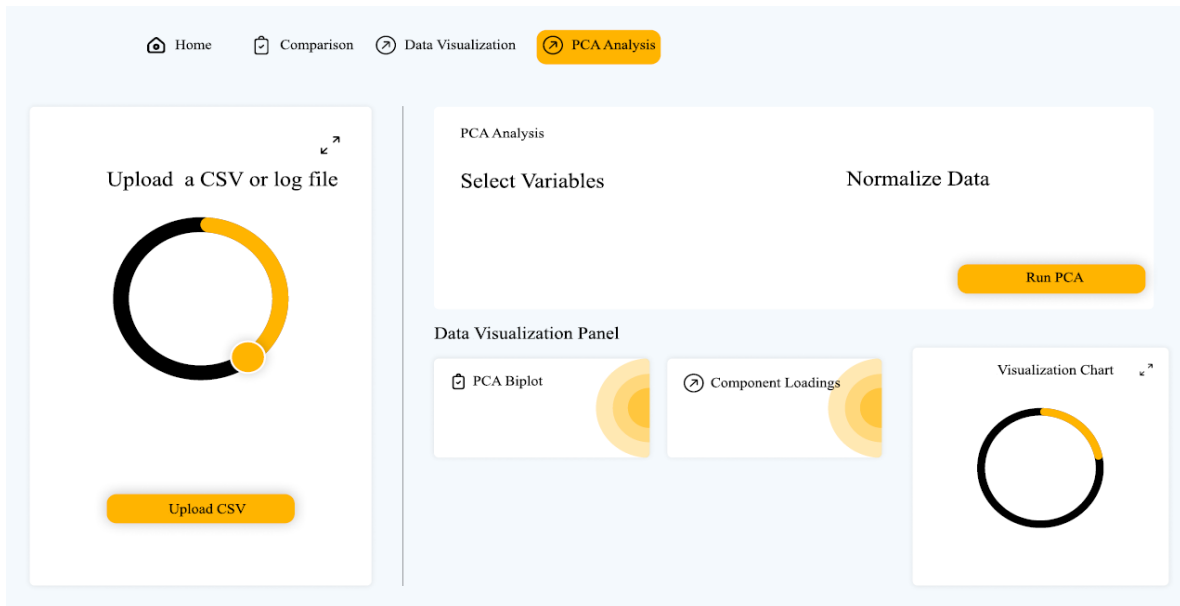 Home
Comparison
Data Visualization
PCA Analysis
Upload a CSV or log file
Upload CSV
PCA Analysis
Select Variables
Normalize Data
Run PCA
Data Visualization Panel
PCA Biplot
Component Loadings
Visualization Chart